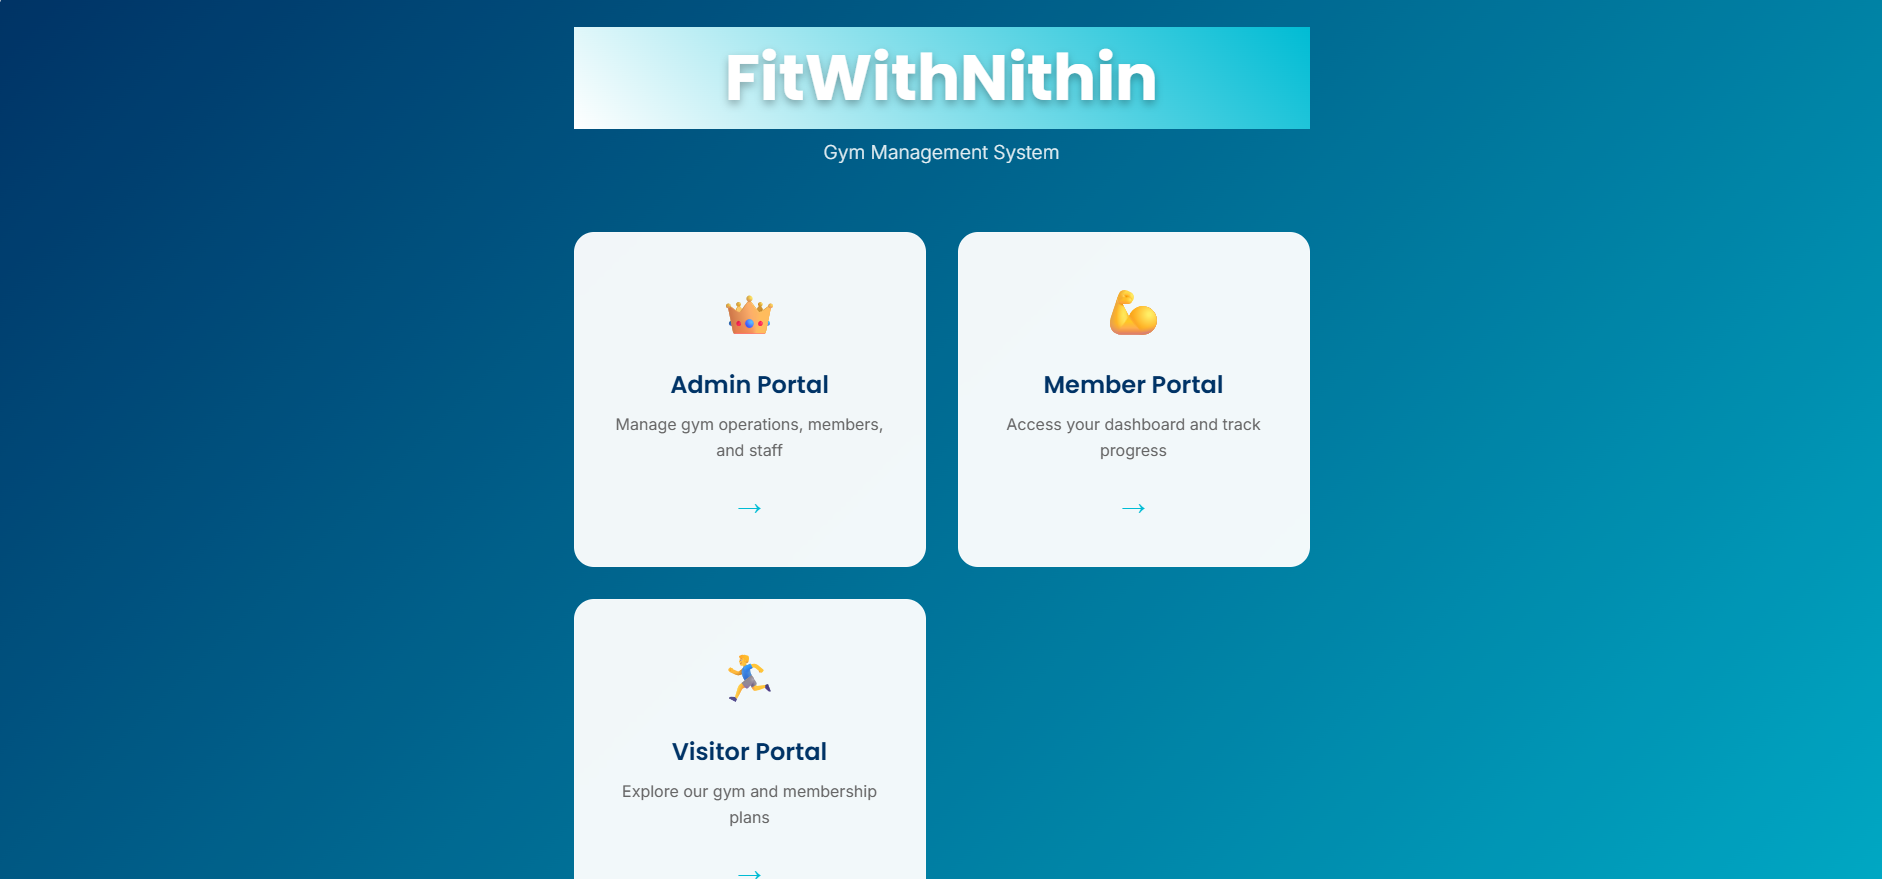 FitWithNithin
Gym Management System
Admin Portal
Manage gym operations, members,
and staff
→
Member Portal
Access your dashboard and track
progress
→
Visitor Portal
Explore our gym and membership
plans
→